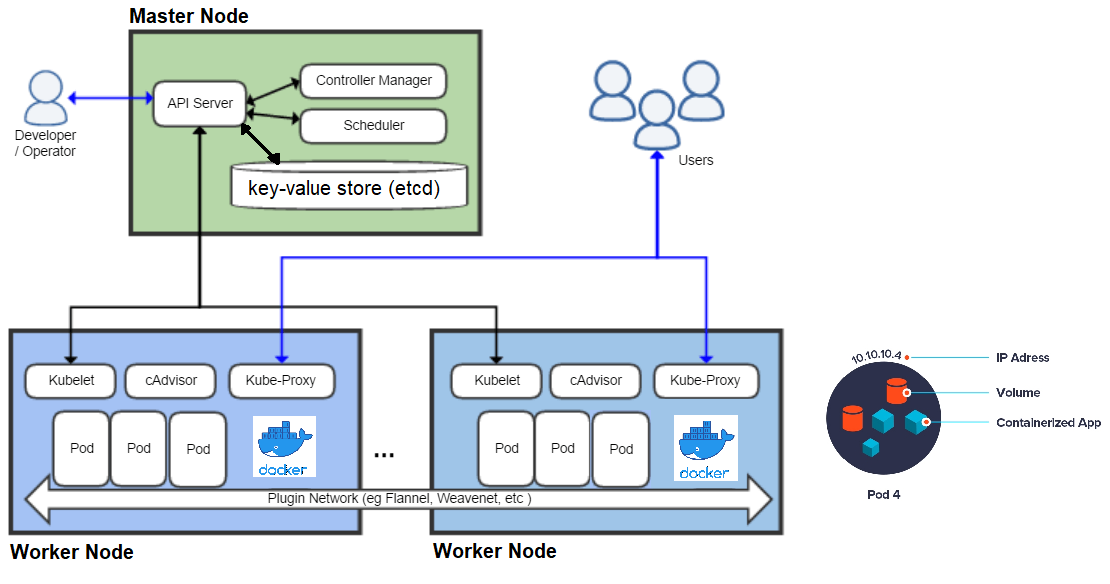 Master Node
API Server
Controller Manager
Scheduler
key-value store (etcd)
Developer
/ Operator
Users
Kubelet
cAdvisor
Kube-Proxy
Pod
Pod
Pod
docker
...
Kubelet
cAdvisor
Kube-Proxy
Pod
Pod
Pod
docker
Plugin Network (eg Flannel, Weavenet, etc )
Worker Node
Worker Node
10.10.10.4
IP Adress
Volume
Containerized App
Pod 4